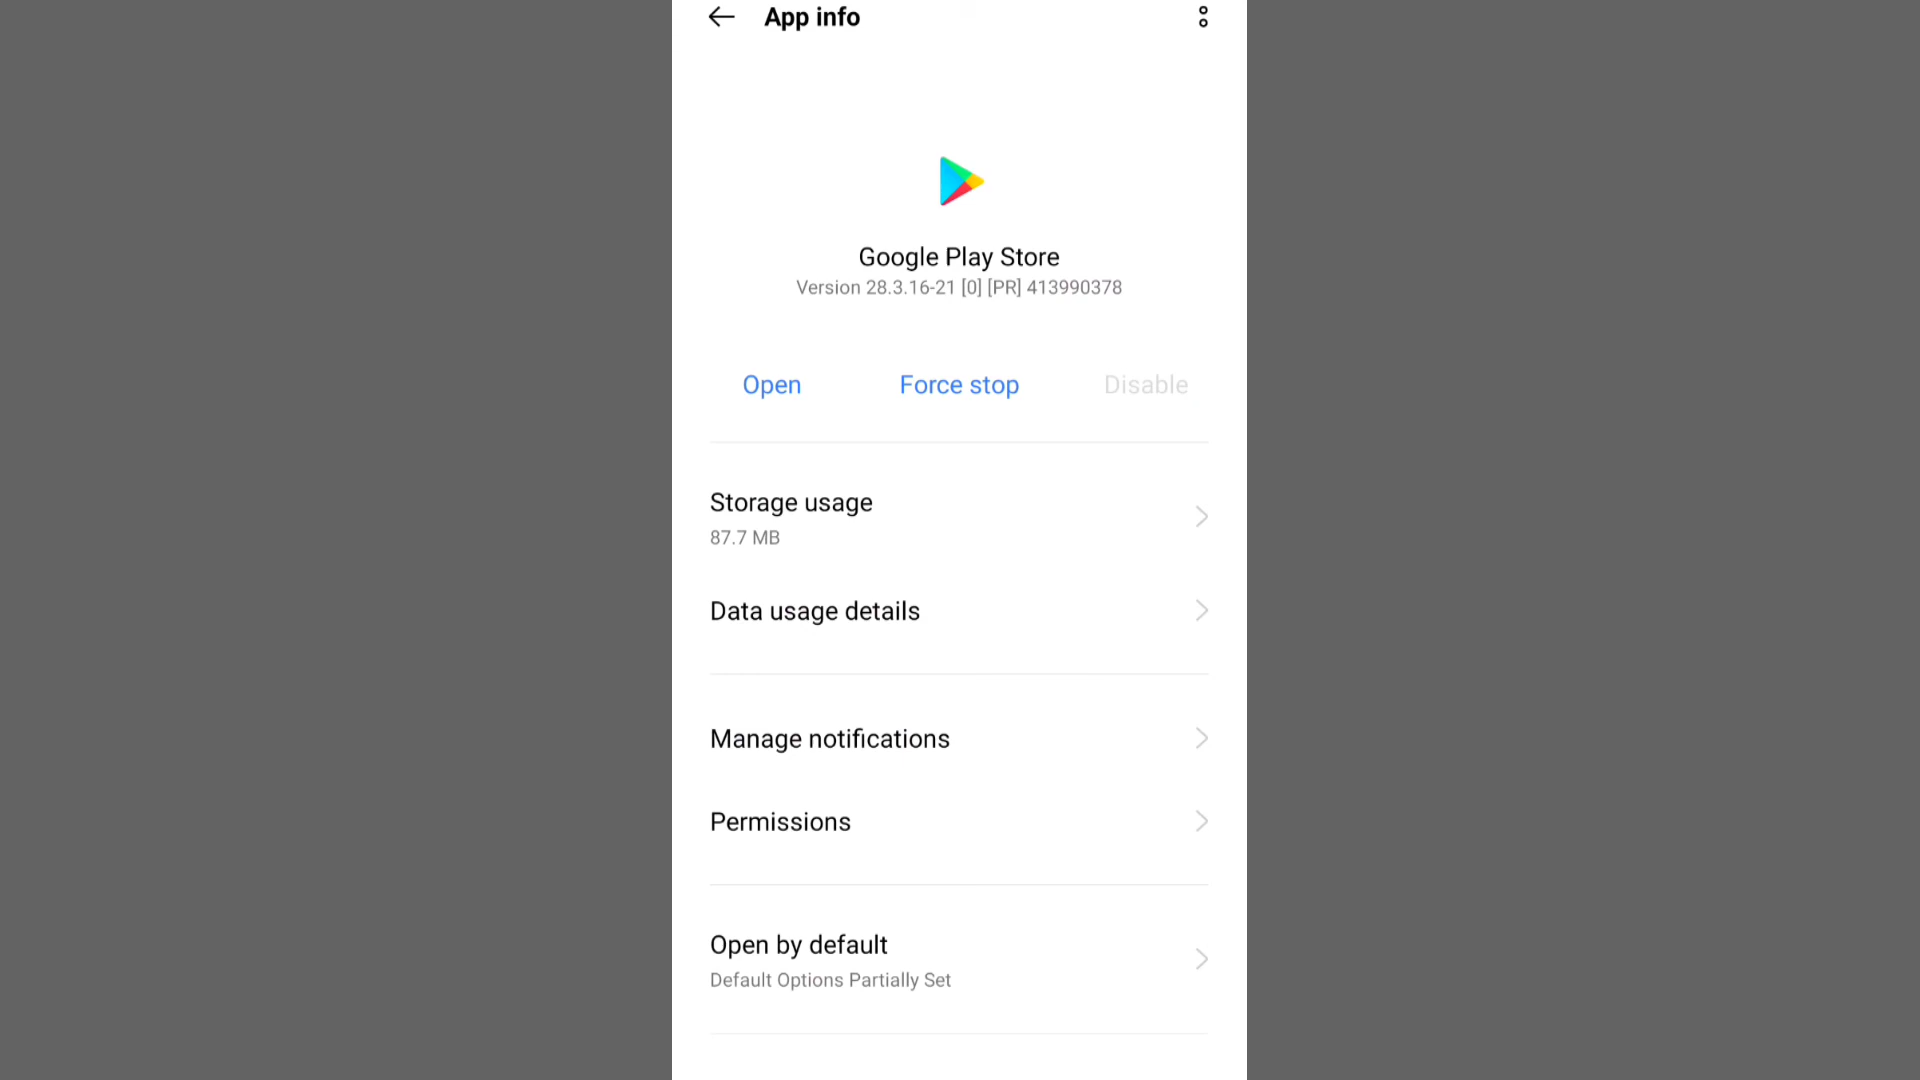 App info
Google Play Store
Version 28.3.16-21 [0] [PR] 413990378
Open
Force stop
Disable
Storage usage
87.7 MB
Data usage details
Manage notifications
Permissions
Open by default
Default Options Partially Set